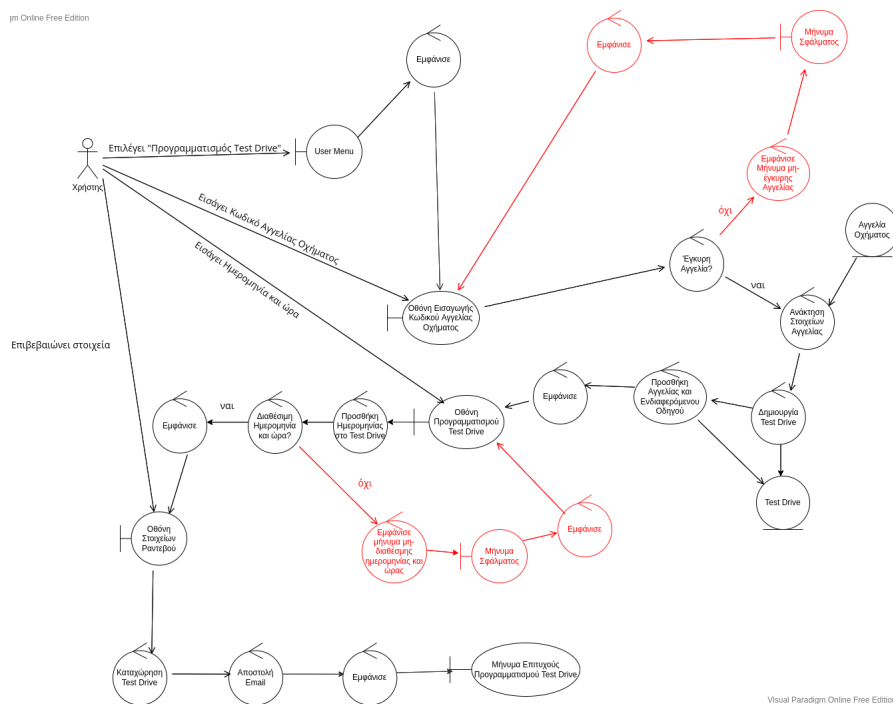 ɡm Online Free Edition
Εμφάνισε
Εμφάνισε
Μήνυμα
Σφάλματος
Επιλέγει "Προγραμματισμός Test Drive"
User Menu
Χρήστης
Εμφάνισε
Μήνυμα μη-
έγκυρης
Αγγελίας
όχι
Εισάγει Κωδικό Αγγελίας Οχήματος
Εισάγει Ημερομηνία και ώρα
Αγγελία
Οχήματος
Έγκυρη
Αγγελία?
ναι
Οθόνη Εισαγωγής
Κωδικού Αγγελίας
Οχήματος
Ανάκτηση
Στοιχείων
Αγγελίας
Επιβεβαιώνει στοιχεία
Προσθήκη
Αγγελίας και
Ενδιαφερόμενου
Οδηγού
Εμφάνισε
Δημιουργία
Test Drive
Οθόνη
Προγραμματισμού
Test Drive
Προσθήκη
Ημερομηνίας
στο Test Drive
Διαθέσιμη
Ημερομηνία
και ώρα?
ναι
Εμφάνισε
όχι
Test Drive
Οθόνη
Στοιχείων
Ραντεβού
Εμφάνισε
μήνυμα μη-
διαθέσμης
ημερομηνίας και
ώρας
Μήνυμα
Σφάλματος
Εμφάνισε
Καταχώρηση
Test Drive
Αποστολή
Email
Εμφάνισε
Μήνυμα Επιτυχούς
Προγραμματισμού Test Drive
Visual Paradigm Online Free Edition